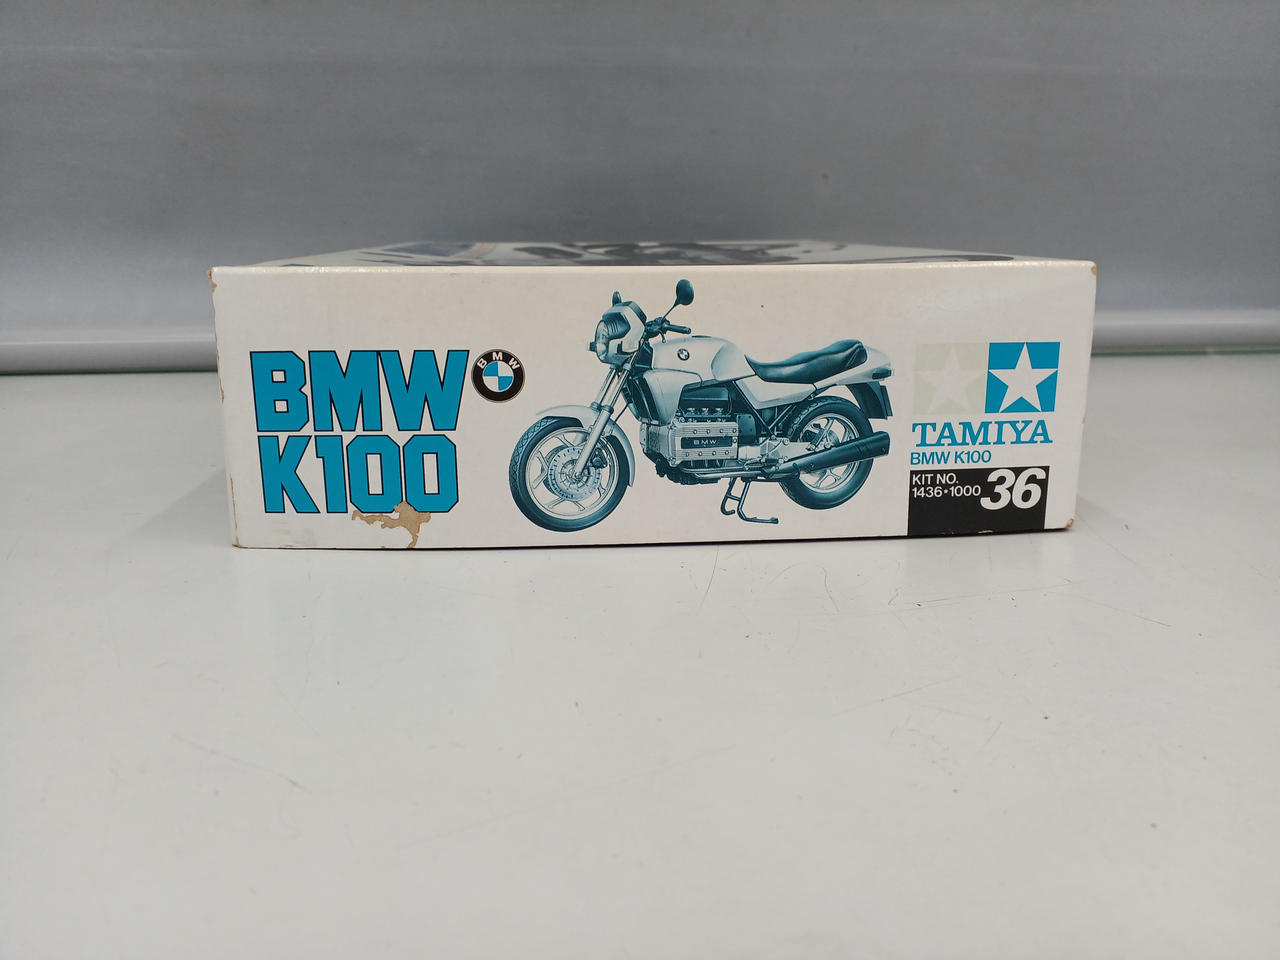 BMW
K100
BMW
BMW
TAMIYA
BMW K100
KIT NO.
1436•1000
36